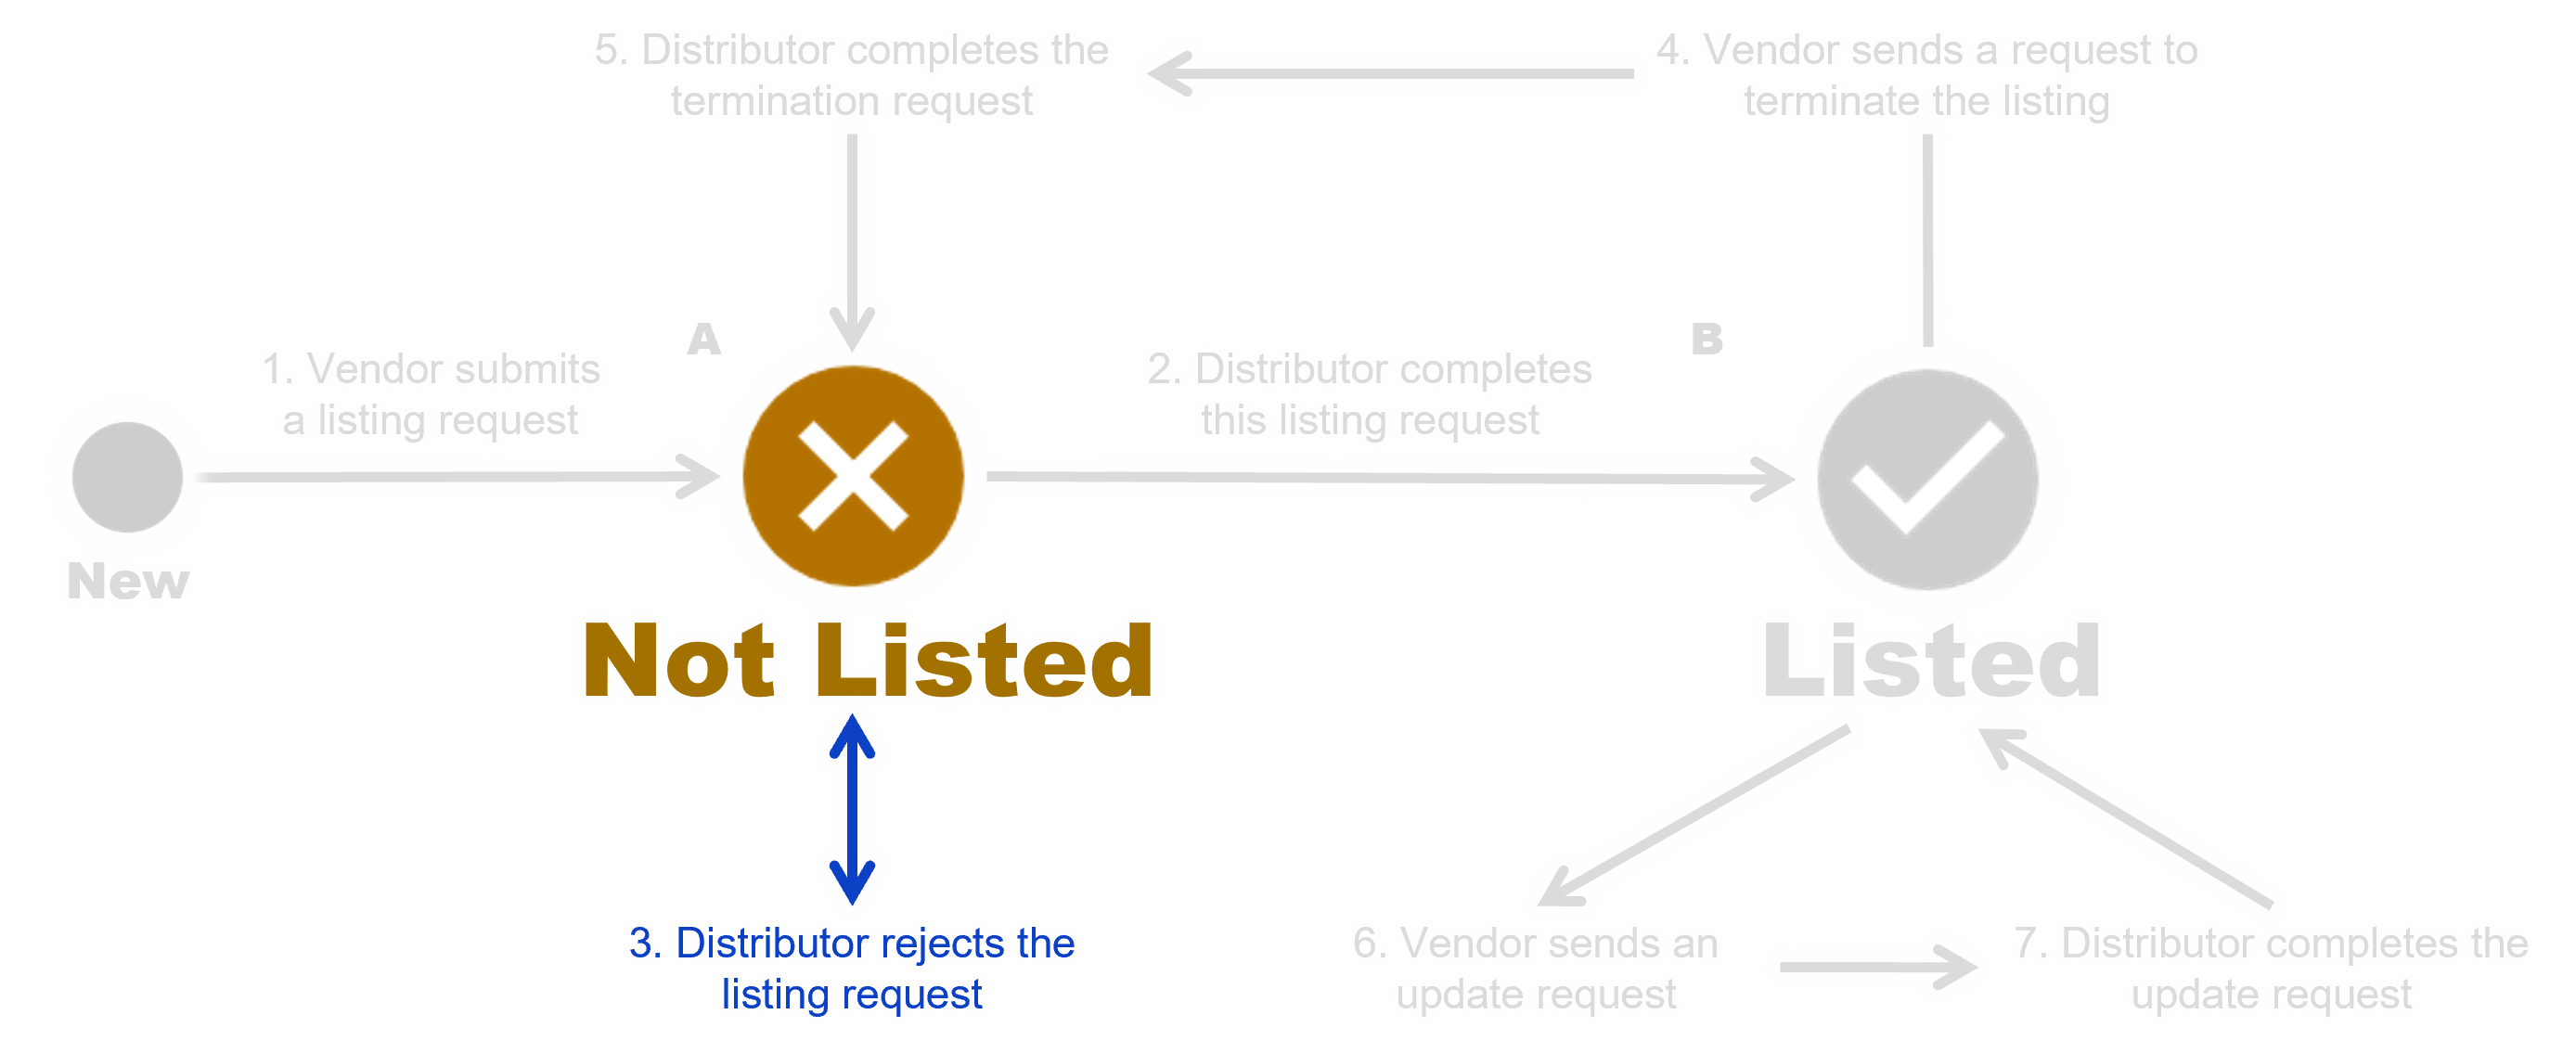 5. Distributor completes the
termination request
4. Vendor sends a request to
terminate the listing
A
B
1. Vendor submits
a listing request
2. Distributor completes
this listing request
New
Not Listed
Listed
3. Distributor rejects the
listing request
6. Vendor sends an
update request
7. Distributor completes the
update request